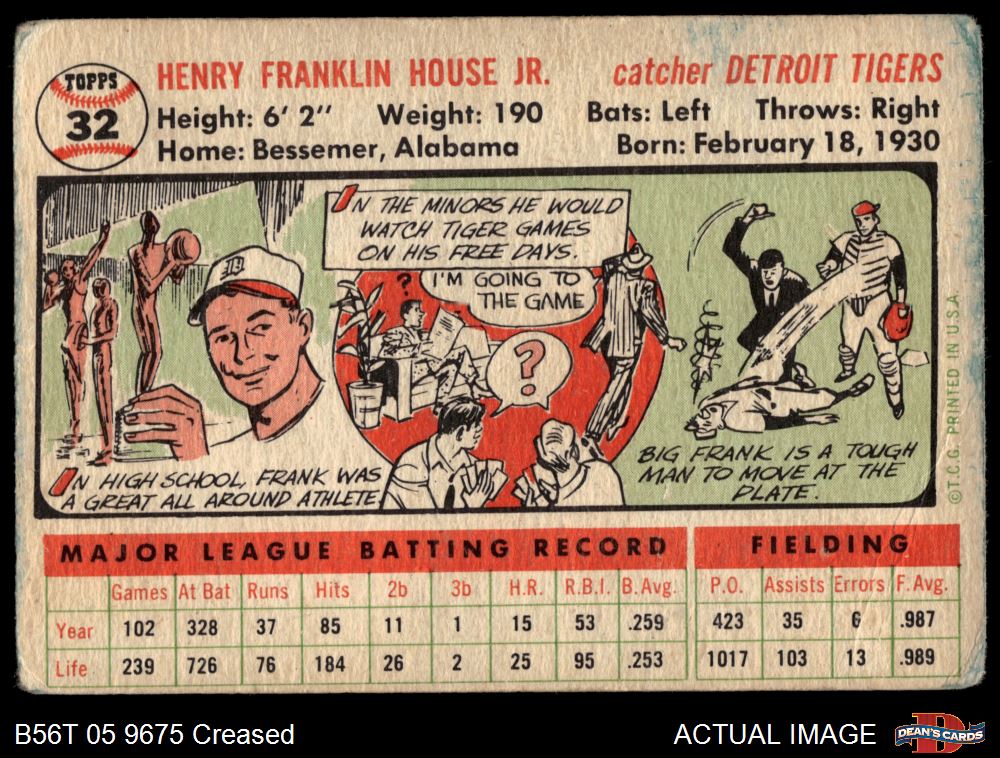 TOPPS
32
HENRY FRANKLIN HOUSE JR. catcher DETROIT TIGERS
Height: 6' 2" Weight: 190 Bats: Left Throws: Right
Home: Bessemer, Alabama Born: February 18, 1930
D
IN HIGH SCHOOL, FRANK WAS
A GREAT ALL AROUND ATHLETE.
IN THE MINORS HE WOULD
WATCH TIGER GAMES
ON HIS FREE DAYS.
I'M GOING TO
THE GAME
?
?
BIG FRANK IS A TOUGH
MAN TO MOVE AT THE
PLATE.
©T.C.G. PRINTED IN U.S.A.
MAJOR LEAGUE BATTING RECORD FIELDING
Games At Bat Runs Hits 2b 3b H.R. R.B.I. B. Avg. P.O. Assists Errors F. Avg.
Year 102 328 37 85 11 1 15 53 .259 423 35 6 .987
Life 239 726 76 184 26 2 25 95 .253 1017 103 13 .989
B56T 05 9675 Creased ACTUAL IMAGE
D
DEAN'S CARDS